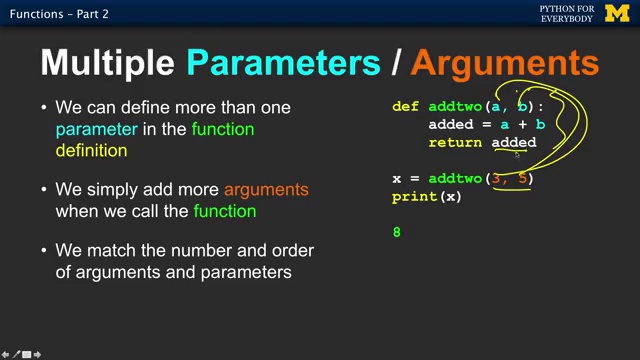 Functions – Part 2
PYTHON FOR
EVERYBODY
M
Multiple Parameters / Arguments
• We can define more than one
parameter in the function
definition
• We simply add more arguments
when we call the function
• We match the number and order
of arguments and parameters
def addtwo(a, b):
    added = a + b
    return added
x = addtwo(3, 5)
print(x)
8